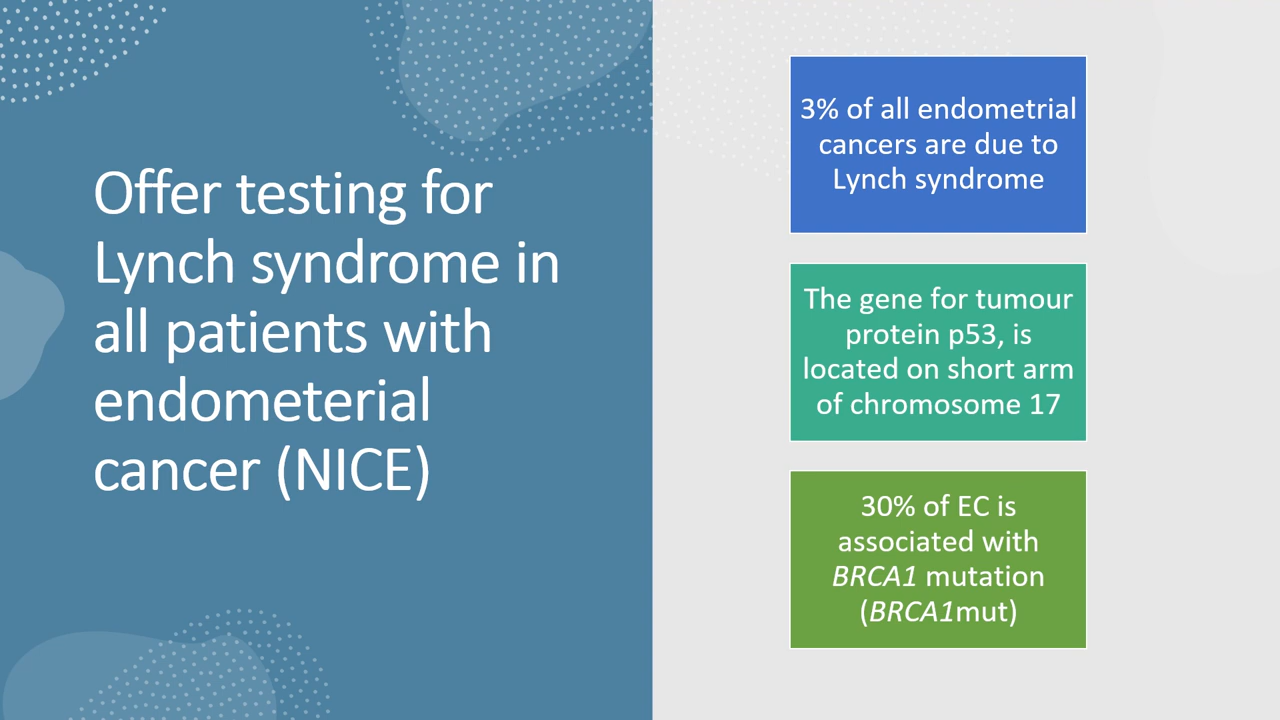 Offer testing for
Lynch syndrome in
all patients with
endometerial
cancer (NICE)
3% of all endometrial
cancers are due to
Lynch syndrome
The gene for tumour
protein p53, is
located on short arm
of chromosome 17
30% of EC is
associated with
BRCA1 mutation
(BRCA1mut)